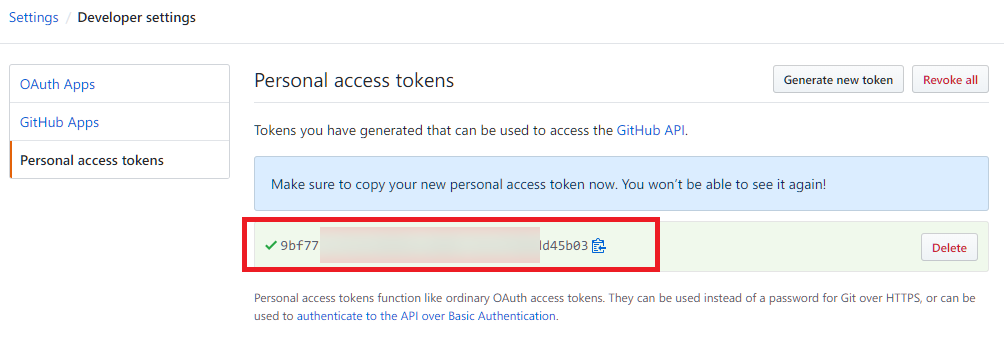 Settings / Developer settings
OAuth Apps
GitHub Apps
Personal access tokens
Personal access tokens
Generate new token
Revoke all
Tokens you have generated that can be used to access the GitHub API.
Make sure to copy your new personal access token now. You won’t be able to see it again!
9bf77 d45b03
Delete
Personal access tokens function like ordinary OAuth access tokens. They can be used instead of a password for Git over HTTPS, or can be
used to authenticate to the API over Basic Authentication.